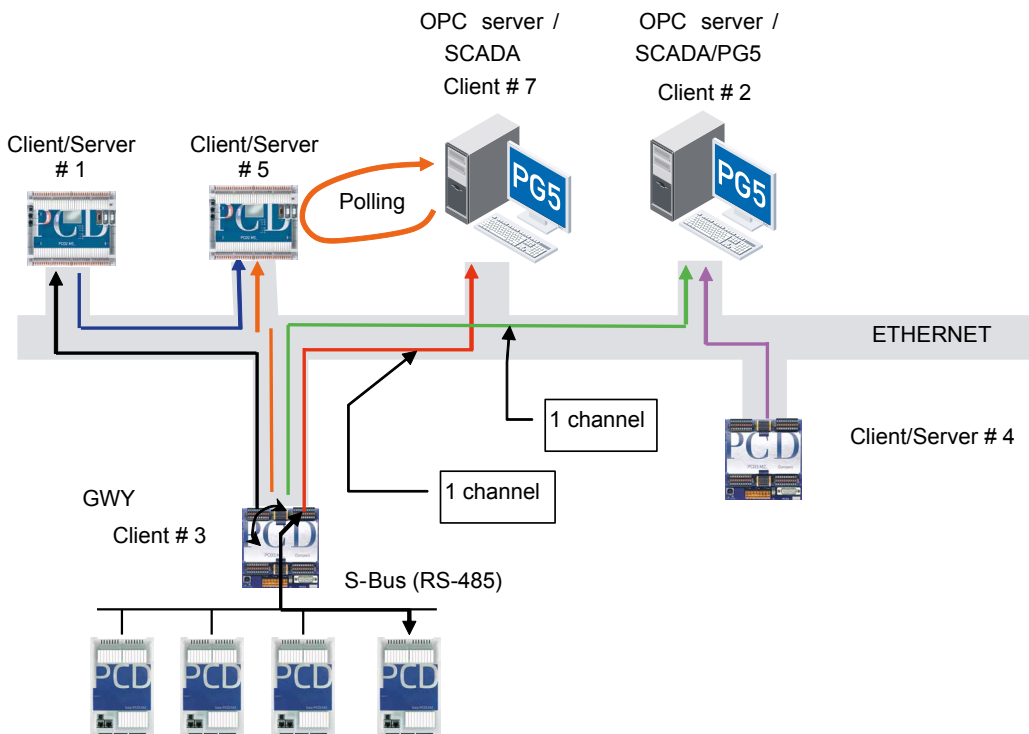 OPC server /
SCADA
Client # 7
OPC server /
SCADA/PG5
Client # 2
Client/Server
# 1
Client/Server
# 5
Polling
PG5
PG5
PCD
PCD
ETHERNET
1 channel
1 channel
Client/Server # 4
PCD
GWY
Client # 3
PCD
S-Bus (RS-485)
PCD
PCD
PCD
PCD